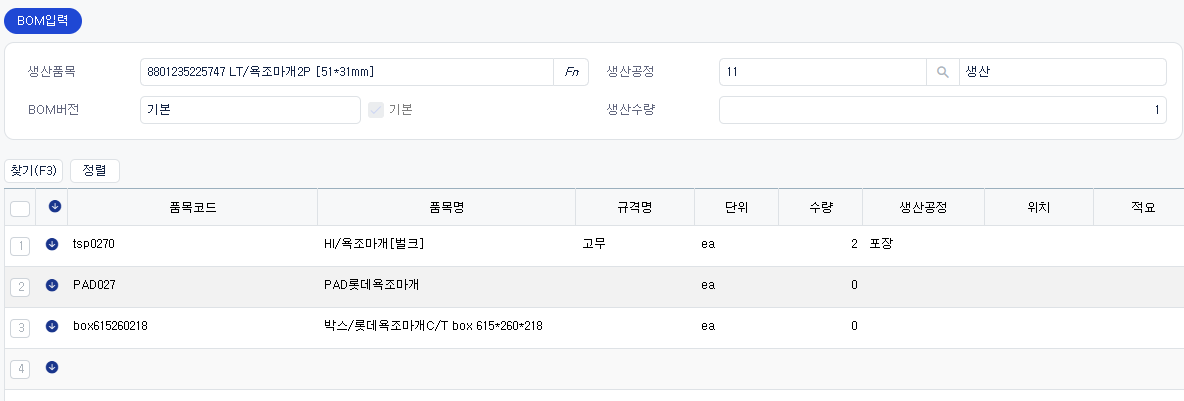 BOM입력
생산품목 8801235225747 LT/욕조마개2P [51*31mm] Fn 생산공정 11 생산
BOM버전 기본 기본 생산수량 1
찾기(F3) 정렬
품목코드 품목명 규격명 단위 수량 생산공정 위치 적요
1 tsp0270 HI/욕조마개[벌크] 고무 ea 2 포장
2 PAD027 PAD롯데욕조마개 ea 0
3 box615260218 박스/롯데욕조마개C/T box 615*260*218 ea 0
4